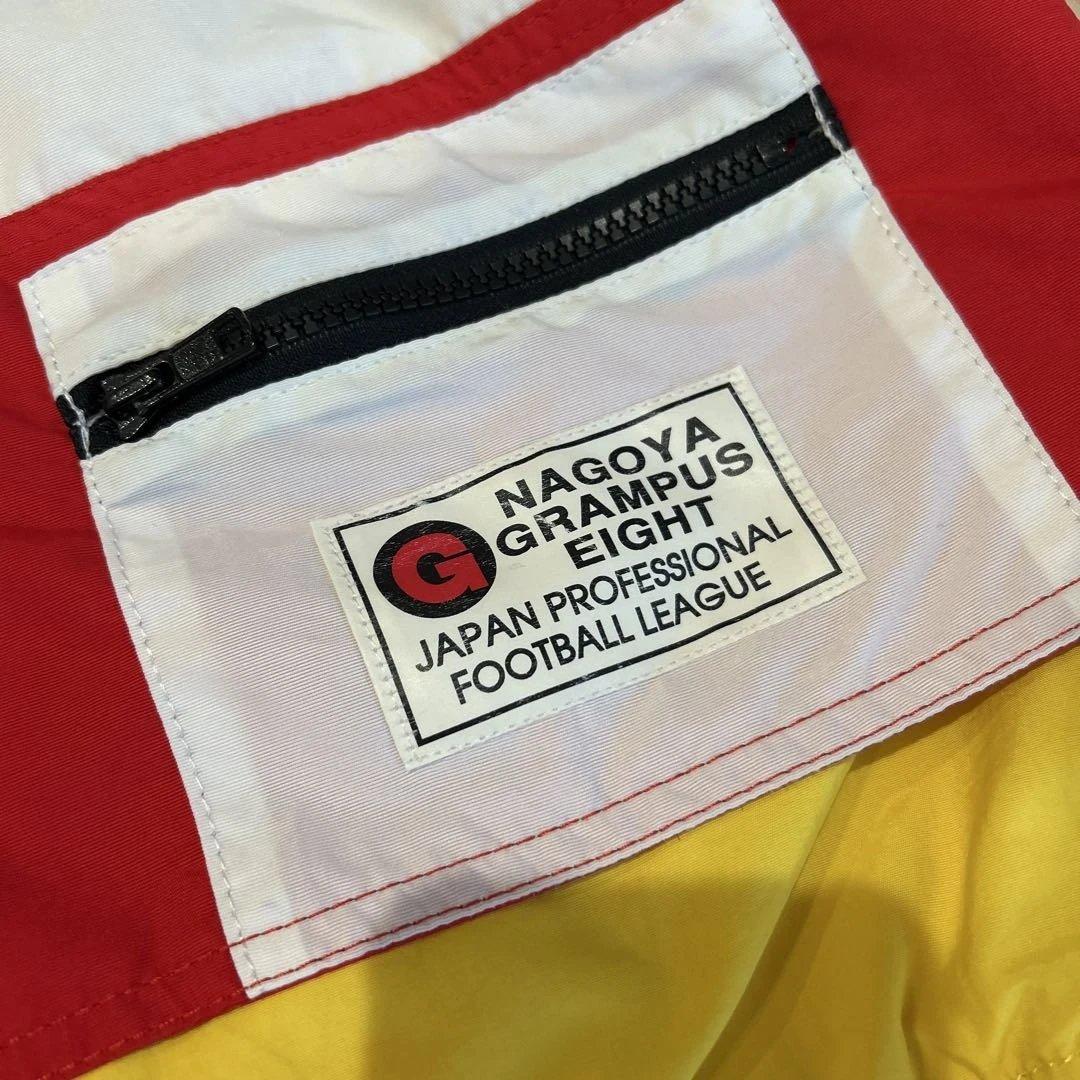 NAGOYA
GRAMPUS
EIGHT
G
JAPAN PROFESSIONAL
FOOTBALL LEAGUE